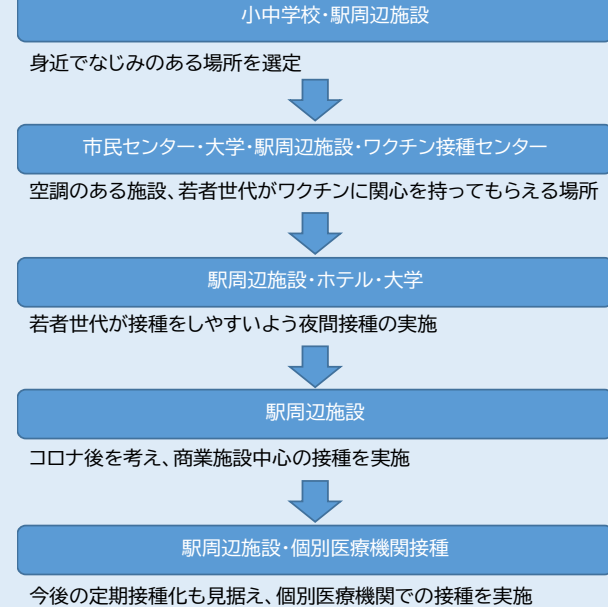 小中学校・駅周辺施設
身近でなじみのある場所を選定
市民センター・大学・駅周辺施設・ワクチン接種センター
空調のある施設、若者世代がワクチンに関心を持ってもらえる場所
駅周辺施設・ホテル・大学
若者世代が接種をしやすいよう夜間接種の実施
駅周辺施設
コロナ後を考え、商業施設中心の接種を実施
駅周辺施設・個別医療機関接種
今後の定期接種化も見据え、個別医療機関での接種を実施